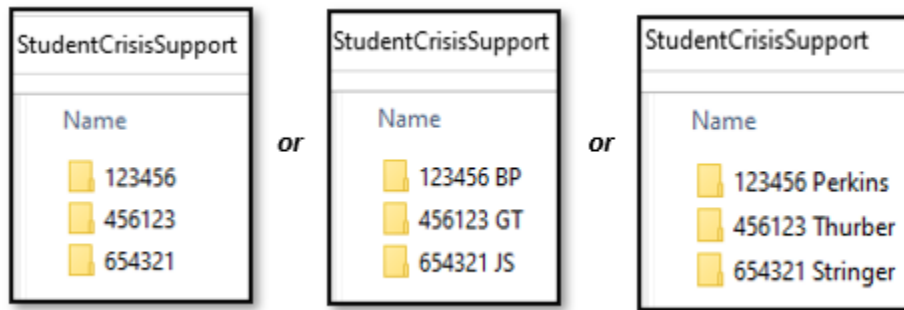 StudentCrisisSupport
Name
123456
456123
654321
or
StudentCrisisSupport
Name
123456 BP
456123 GT
654321 JS
or
StudentCrisisSupport
Name
123456 Perkins
456123 Thurber
654321 Stringer